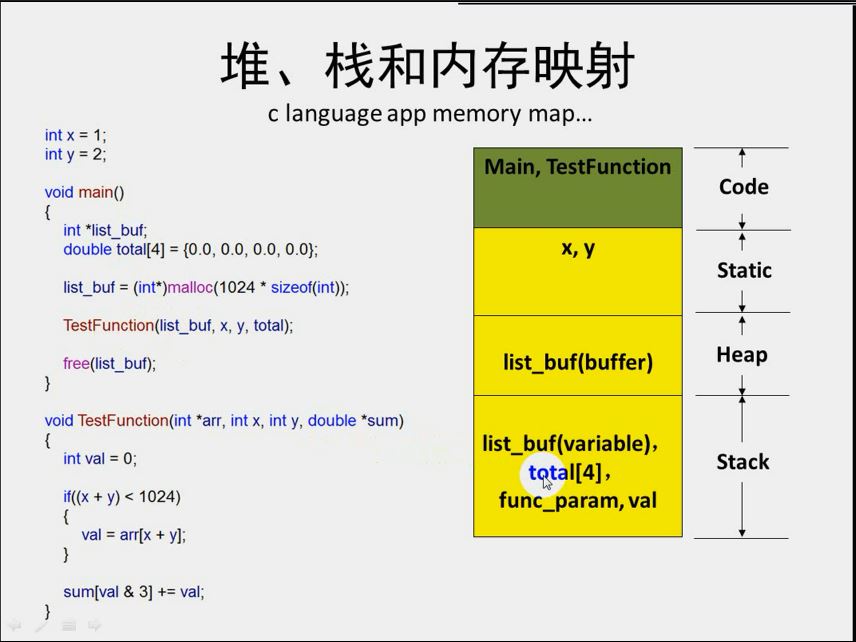 堆、栈和内存映射
c language app memory map…
int x = 1;
int y = 2;
void main()
{
int *list_buf;
double total[4] = {0.0, 0.0, 0.0, 0.0};
list_buf = (int*)malloc(1024 * sizeof(int));
TestFunction(list_buf, x, y, total);
free(list_buf);
}
void TestFunction(int *arr, int x, int y, double *sum)
{
int val = 0;
if((x + y) < 1024)
{
val = arr[x + y];
}
sum[val & 3] += val;
}
Main, TestFunction
Code
x, y
Static
list_buf(buffer)
Heap
list_buf(variable),
total[4],
func_param, val
Stack